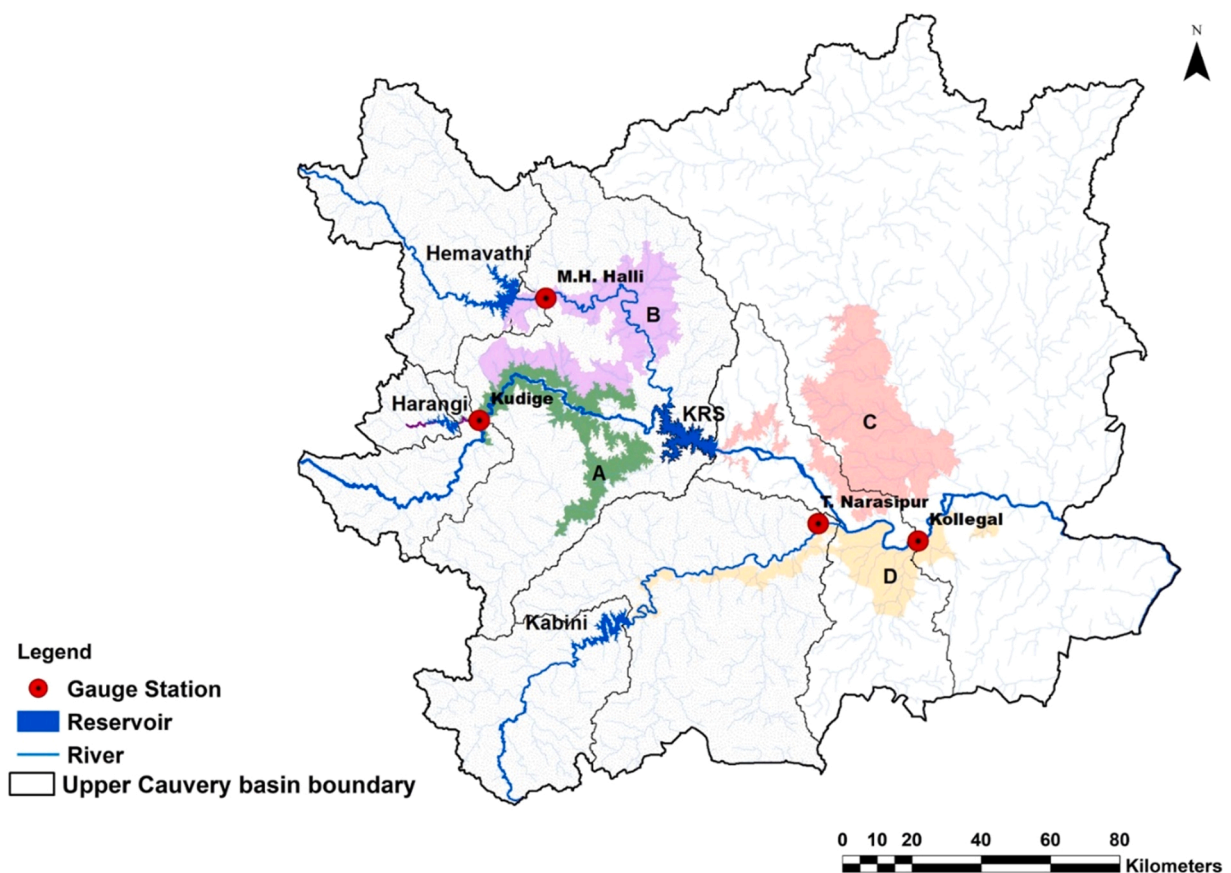 N
Hemavathi
M.H. Halli
B
Harangi
Kudige
KRS
C
A
T. Narasipur
Kollegal
D
Kabini
Legend
Gauge Station
Reservoir
River
Upper Cauvery basin boundary
0 10 20 40 60 80
Kilometers